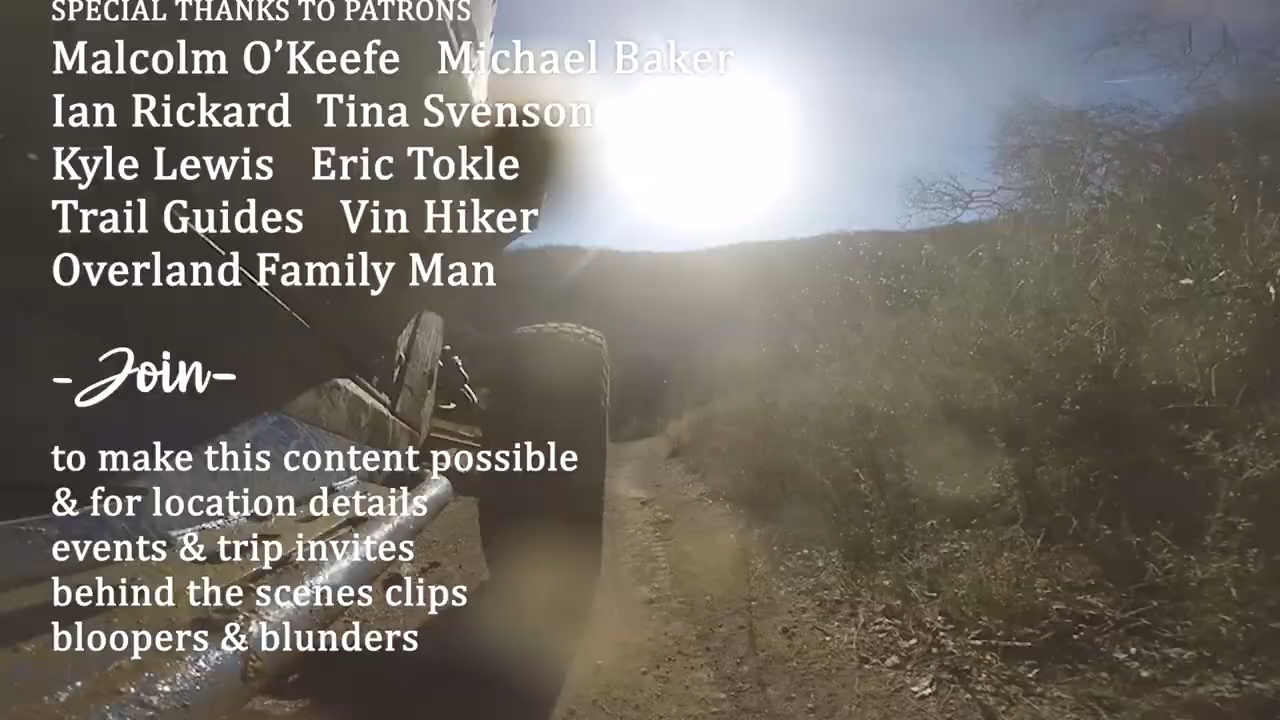 SPECIAL THANKS TO PATRONS
Malcolm O’Keefe Michael Baker
Ian Rickard Tina Svenson
Kyle Lewis Eric Tokle
Trail Guides Vin Hiker
Overland Family Man
-Join-
to make this content possible
& for location details
events & trip invites
behind the scenes clips
bloopers & blunders